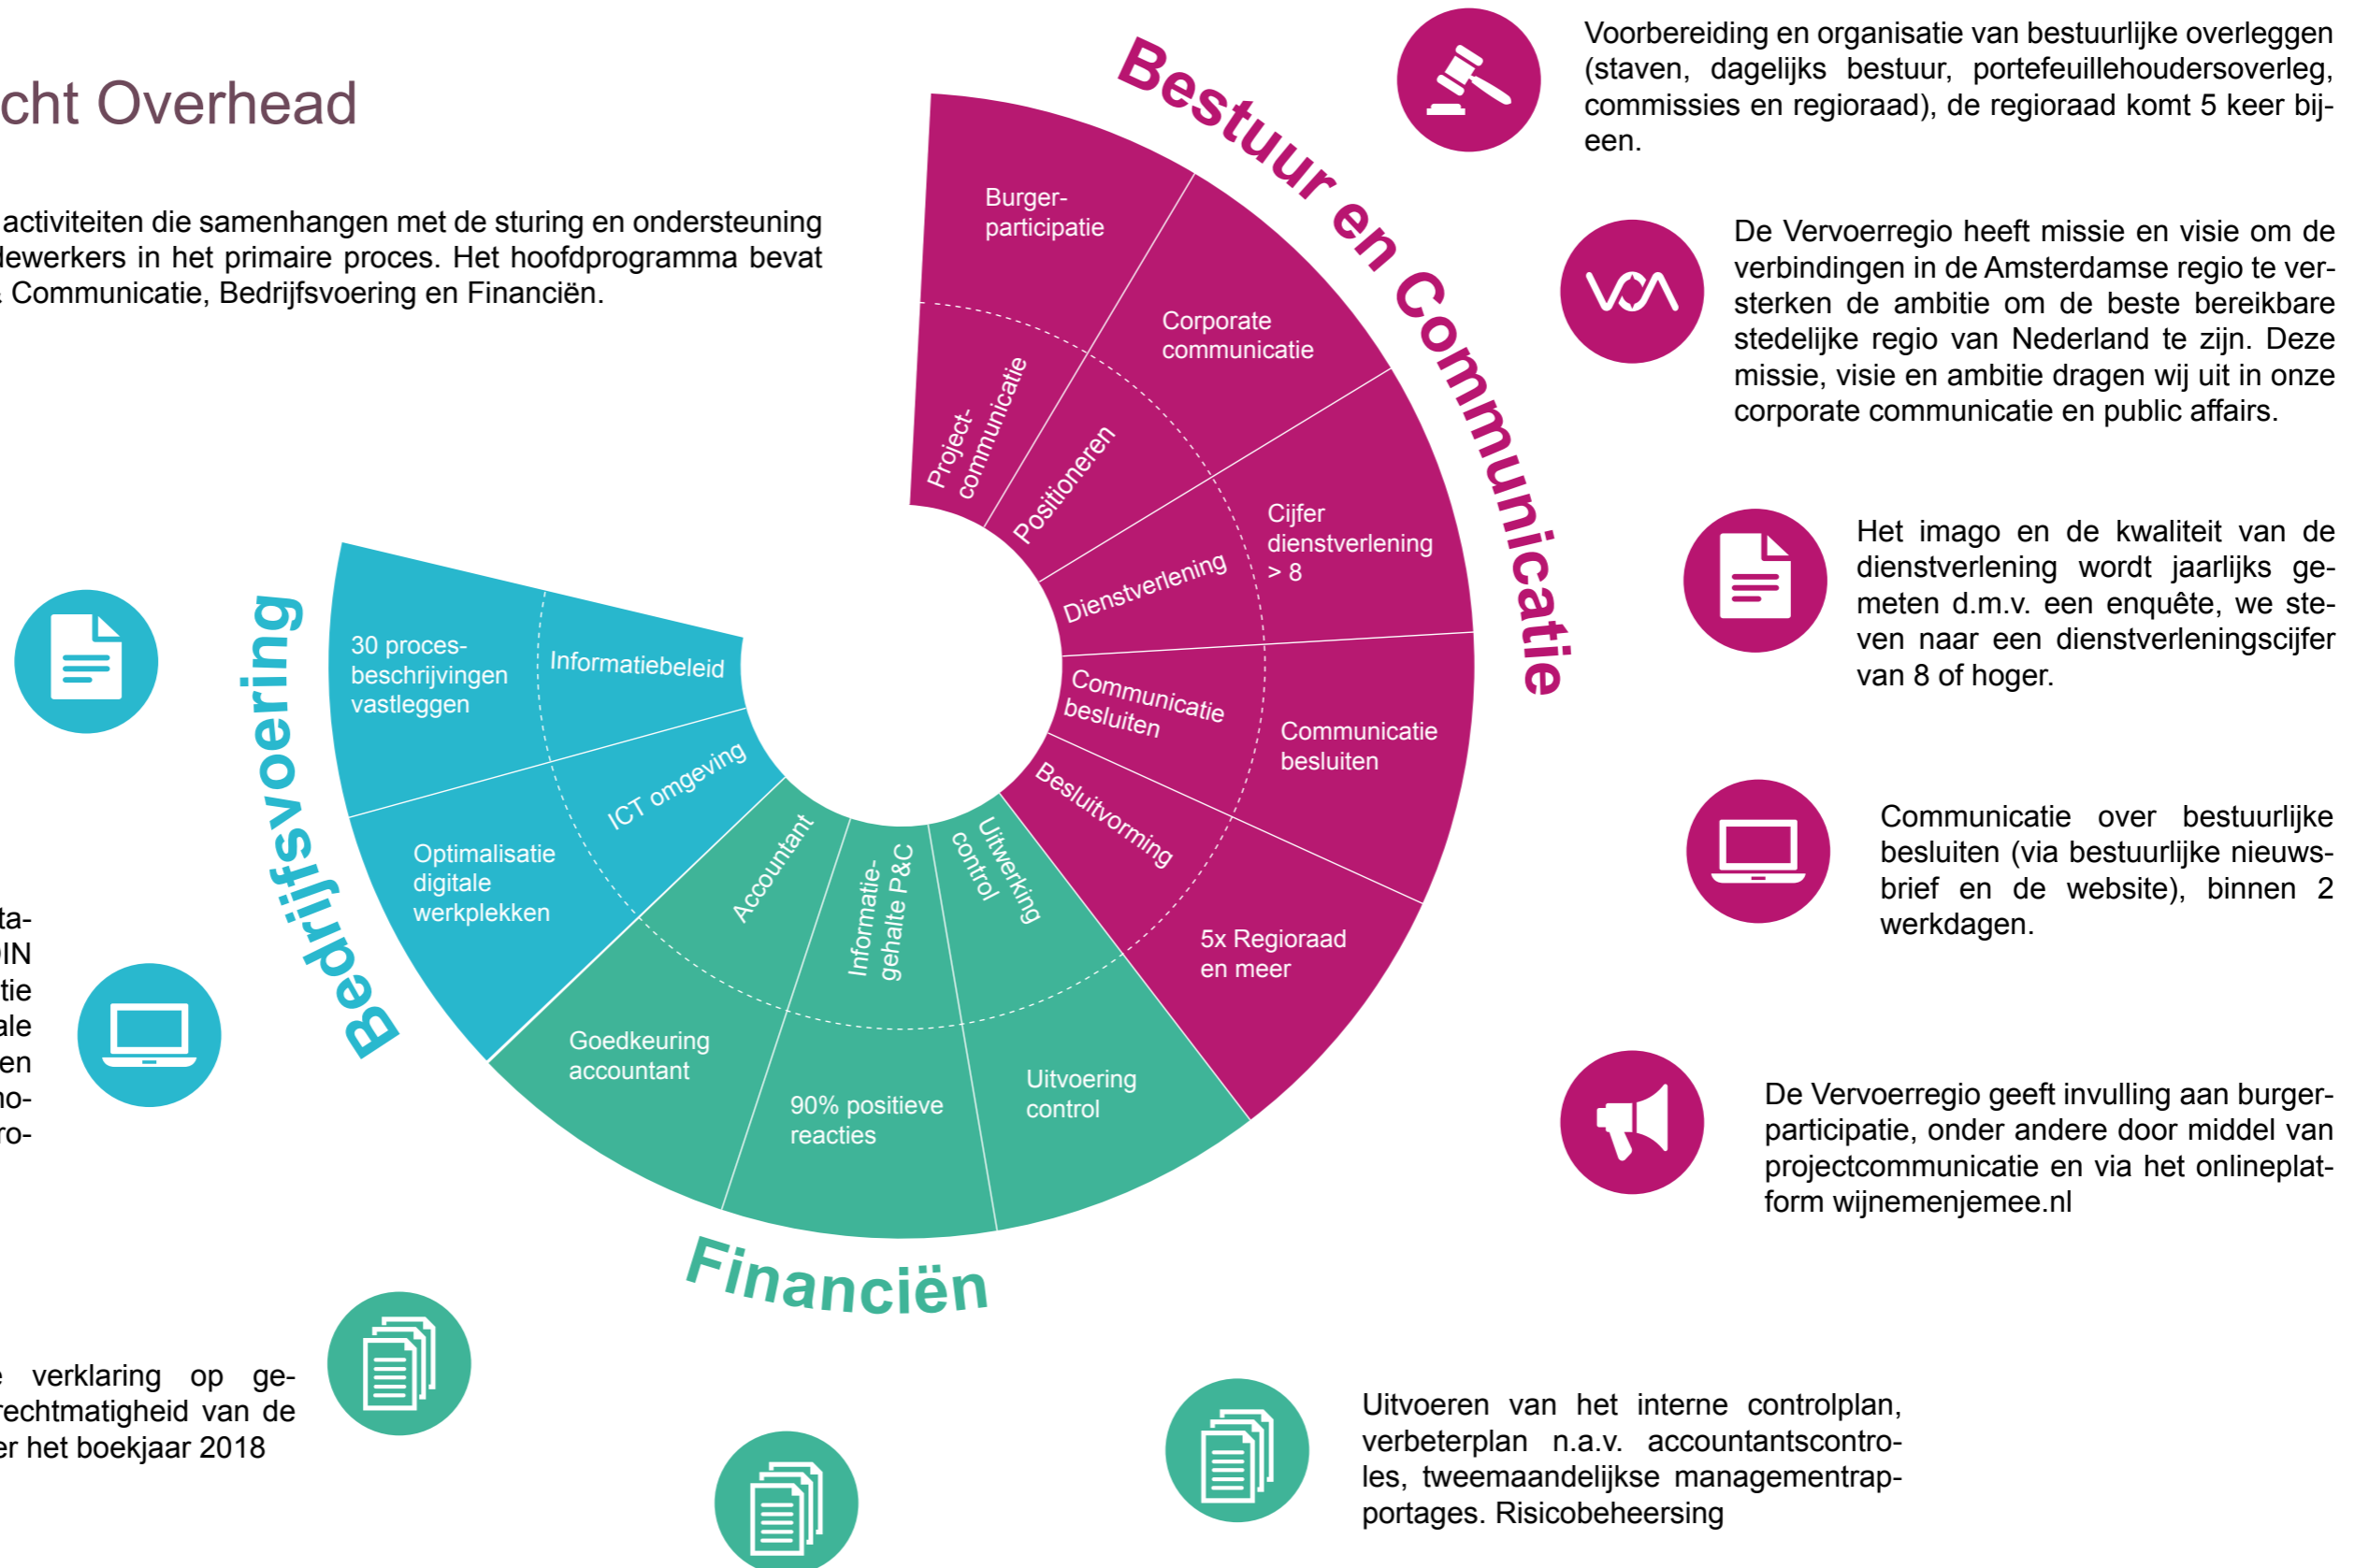 cht Overhead
activiteiten die samenhangen met de sturing en ondersteuning
dewerkers in het primaire proces. Het hoofdprogramma bevat
& Communicatie, Bedrijfsvoering en Financiën.
Bestuur en Communicatie
Burger-
participatie
Corporate
communicatie
Cijfer
dienstverlening
> 8
Communicatie
besluiten
5x Regioraad
en meer
Project-
communicatie
Positioneren
Dienstverlening
Communicatie
besluiten
Besluitvorming
Financiën
Uitwerking
control
Informatie-
gehalte P&C
Accountant
Uitvoering
control
90% positieve
reacties
Goedkeuring
accountant
Bedrijfsvoering
ICT omgeving
Informatiebeleid
Optimalisatie
digitale
werkplekken
30 proces-
beschrijvingen
vastleggen
Voorbereiding en organisatie van bestuurlijke overleggen
(staven, dagelijks bestuur, portefeuillehoudersoverleg,
commissies en regioraad), de regioraad komt 5 keer bij-
een.
De Vervoerregio heeft missie en visie om de
verbindingen in de Amsterdamse regio te ver-
sterken de ambitie om de beste bereikbare
stedelijke regio van Nederland te zijn. Deze
missie, visie en ambitie dragen wij uit in onze
corporate communicatie en public affairs.
Het imago en de kwaliteit van de
dienstverlening wordt jaarlijks ge-
meten d.m.v. een enquête, we ste-
ven naar een dienstverleningscijfer
van 8 of hoger.
Communicatie over bestuurlijke
besluiten (via bestuurlijke nieuws-
brief en de website), binnen 2
werkdagen.
De Vervoerregio geeft invulling aan burger-
participatie, onder andere door middel van
projectcommunicatie en via het onlineplat-
form wijnemenjemee.nl
Uitvoeren van het interne controlplan,
verbeterplan n.a.v. accountantscontro-
les, tweemaandelijkse managementrap-
portages. Risicobeheersing
ta-
DIN
tie
ale
en
no-
ro-
e verklaring op ge-
rechtmatigheid van de
er het boekjaar 2018